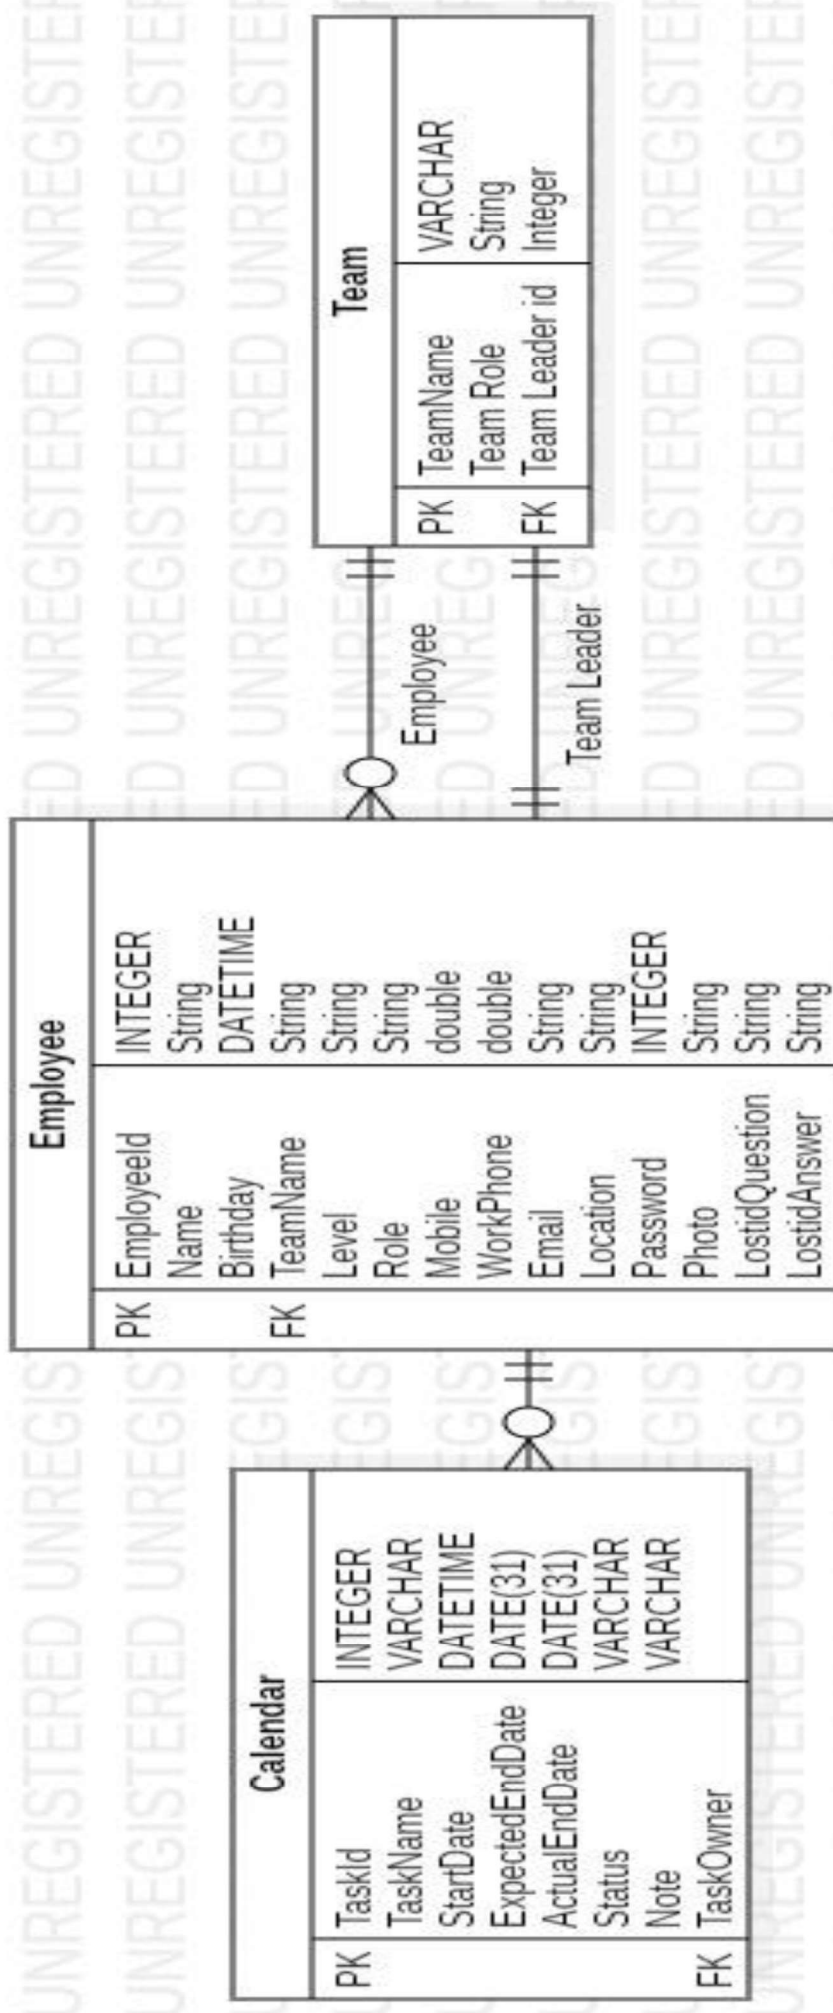 Calendar
PK TaskId INTEGER
TaskName VARCHAR
StartDate DATETIME
ExpectedEndDate DATE(31)
ActualEndDate DATE(31)
Status VARCHAR
Note VARCHAR
FK TaskOwner
Employee
PK EmployeeId INTEGER
Name String
Birthday DATETIME
FK TeamName String
Level String
Role String
Mobile double
WorkPhone double
Email String
Location String
Password INTEGER
Photo String
LostidQuestion String
LostidAnswer String
Employee
Team Leader
Team
PK TeamName VARCHAR
Team Role String
FK Team Leader id Integer
UNREGISTERED UNREGISTERED UNREGISTERED